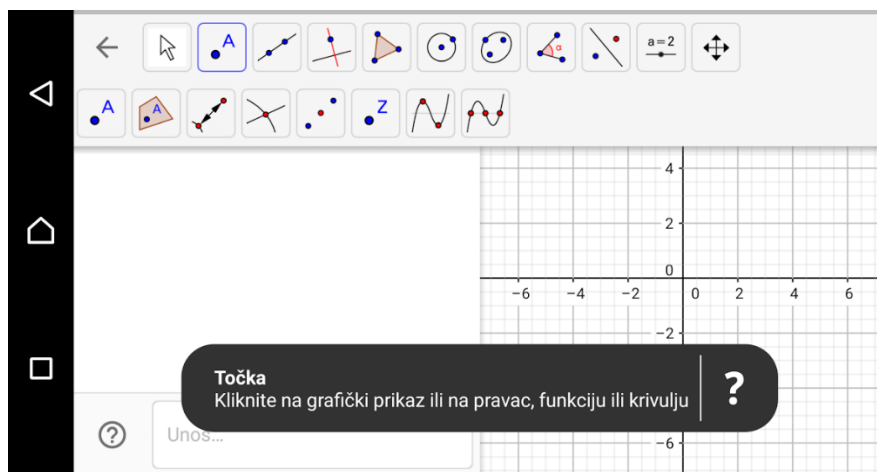 A
α
a=2
A
A
Z
4
2
0
−6 −4 −2 0 2 4 6
−2
Točka
Kliknite na grafički prikaz ili na pravac, funkciju ili krivulju
?
?
Unos...
−6